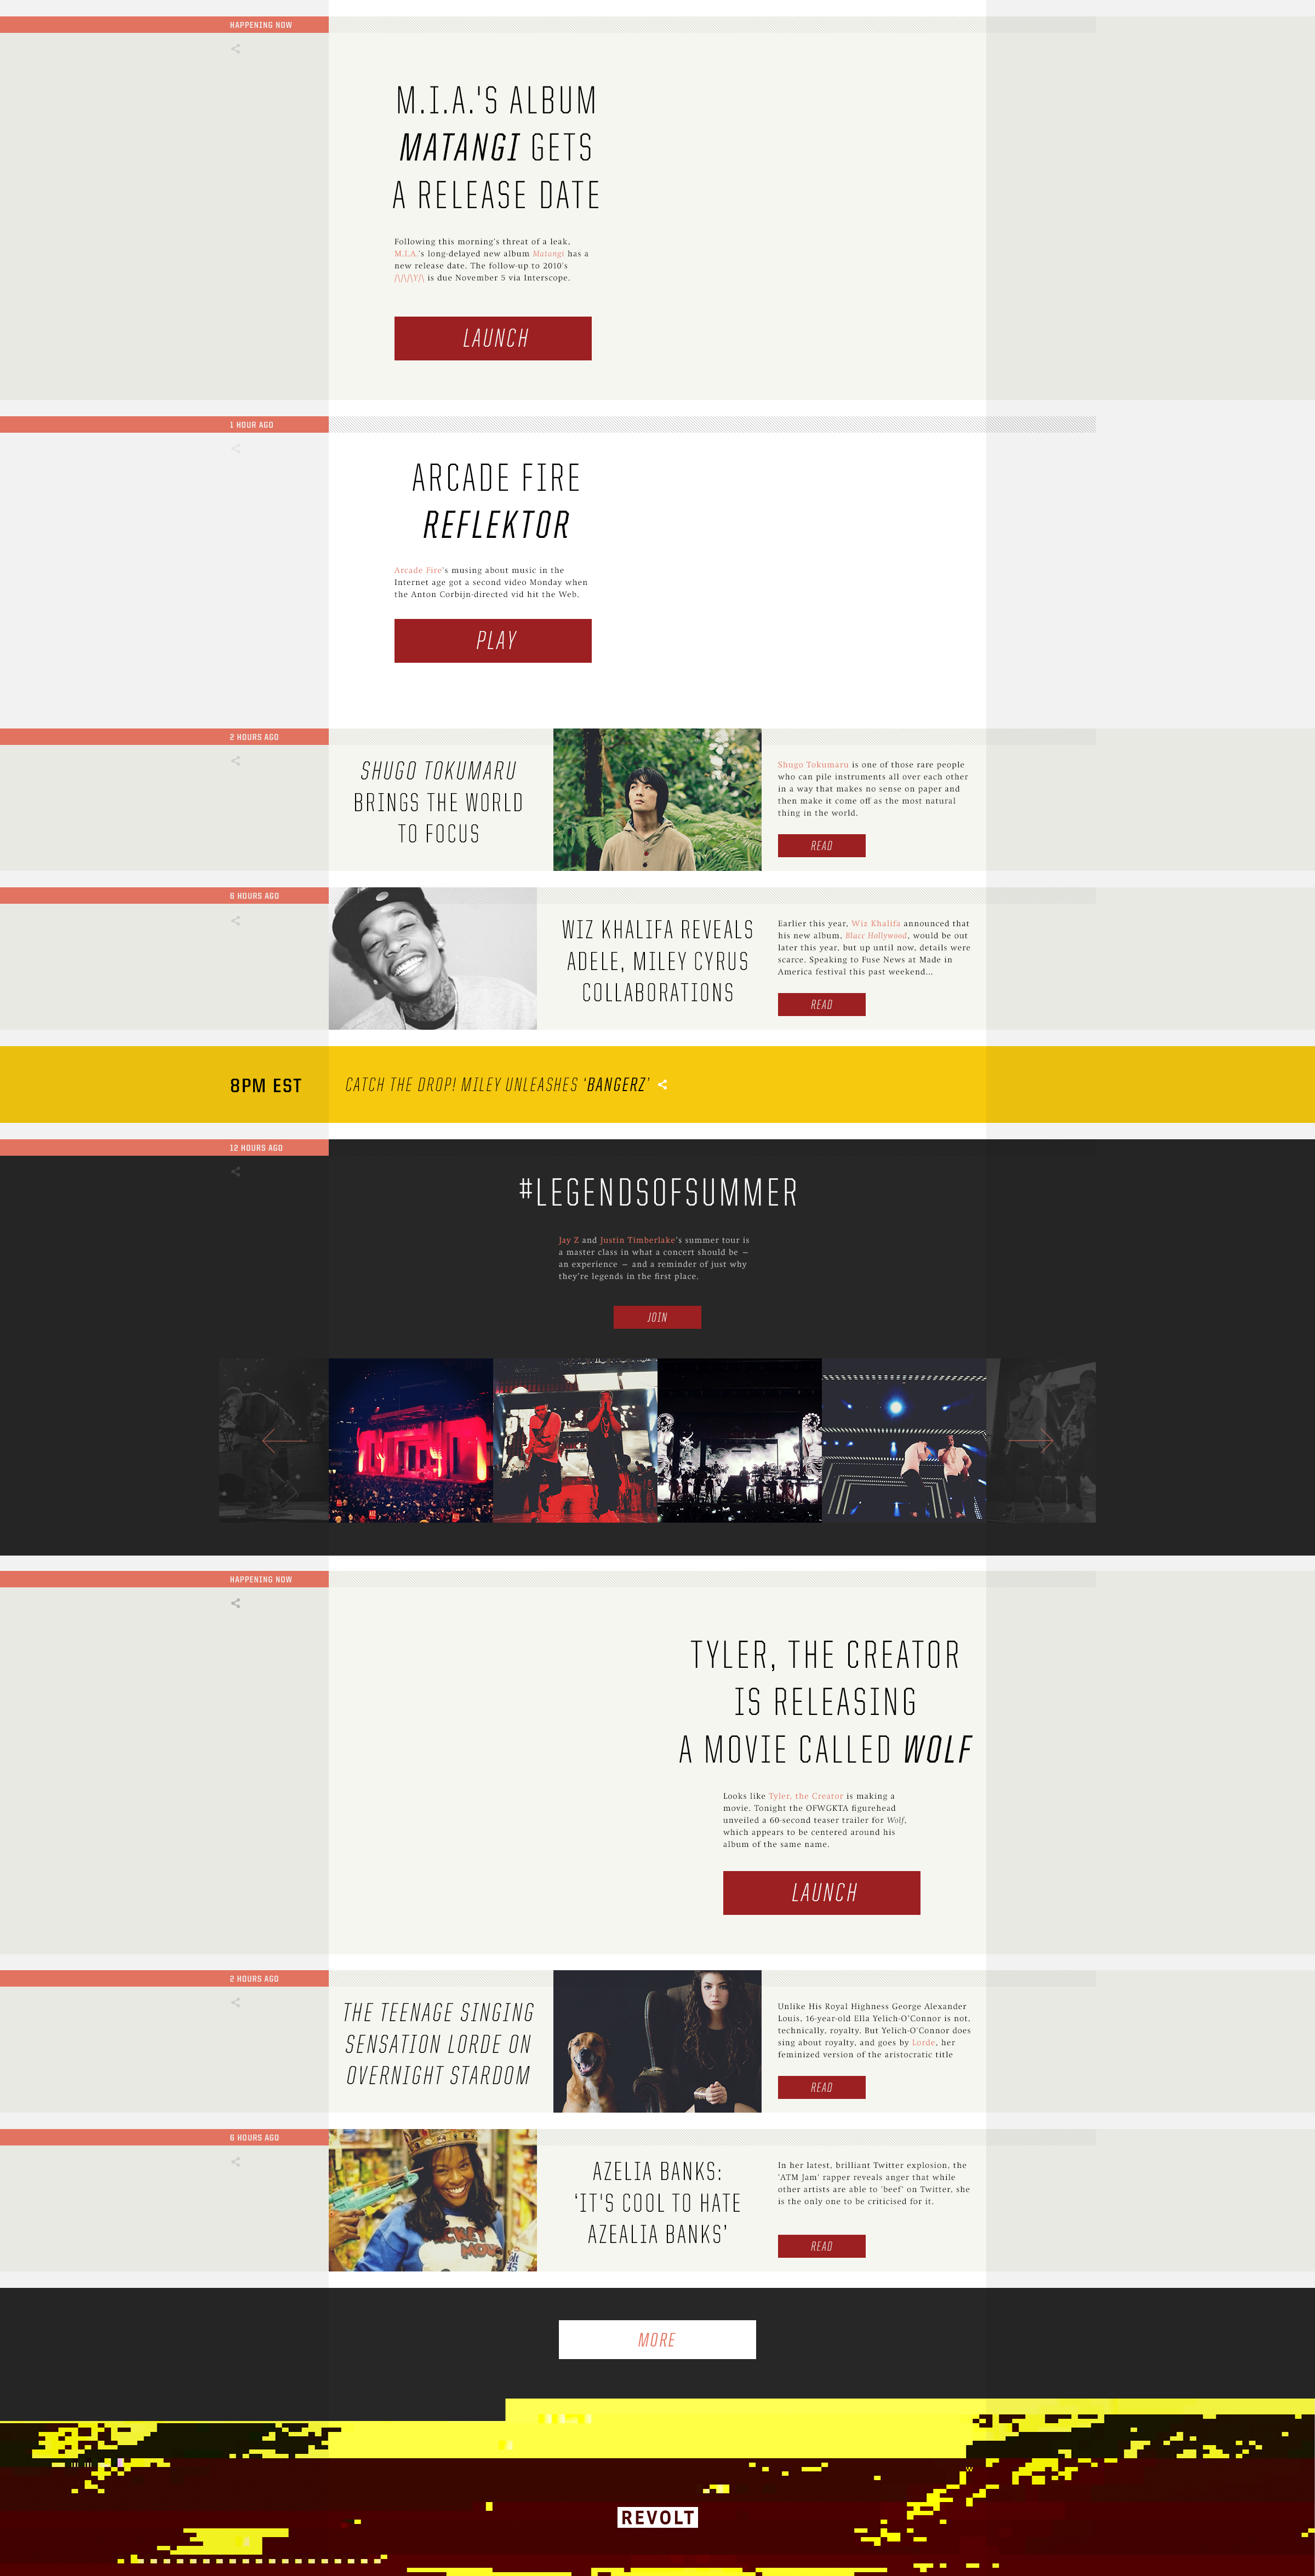 HAPPENING NOW
M.I.A.'S ALBUM
MATANGI GETS
A RELEASE DATE
Following this morning's threat of a leak,
M.I.A.'s long-delayed new album Matangi has a
new release date. The follow-up to 2010's
/\/\/\Y/\ is due November 5 via Interscope.
LAUNCH
1 HOUR AGO
ARCADE FIRE
REFLEKTOR
Arcade Fire's musing about music in the
Internet age got a second video Monday when
the Anton Corbijn-directed vid hit the Web.
PLAY
2 HOURS AGO
SHUGO TOKUMARU
BRINGS THE WORLD
TO FOCUS
Shugo Tokumaru is one of those rare people
who can pile instruments all over each other
in a way that makes no sense on paper and
then make it come off as the most natural
thing in the world.
READ
6 HOURS AGO
WIZ KHALIFA REVEALS
ADELE, MILEY CYRUS
COLLABORATIONS
Earlier this year, Wiz Khalifa announced that
his new album, Blacc Hollywood, would be out
later this year, but up until now, details were
scarce. Speaking to Fuse News at Made in
America festival this past weekend...
READ
8PM EST
CATCH THE DROP! MILEY UNLEASHES ‘BANGERZ’
12 HOURS AGO
#LEGENDSOFSUMMER
Jay Z and Justin Timberlake's summer tour is
a master class in what a concert should be –
an experience – and a reminder of just why
they're legends in the first place.
JOIN
HAPPENING NOW
TYLER, THE CREATOR
IS RELEASING
A MOVIE CALLED WOLF
Looks like Tyler, the Creator is making a
movie. Tonight the OFWGKTA figurehead
unveiled a 60-second teaser trailer for Wolf,
which appears to be centered around his
album of the same name.
LAUNCH
2 HOURS AGO
THE TEENAGE SINGING
SENSATION LORDE ON
OVERNIGHT STARDOM
Unlike His Royal Highness George Alexander
Louis, 16-year-old Ella Yelich-O'Connor is not,
technically, royalty. But Yelich-O'Connor does
sing about royalty, and goes by Lorde, her
feminized version of the aristocratic title
READ
6 HOURS AGO
AZELIA BANKS:
‘IT'S COOL TO HATE
AZEALIA BANKS’
In her latest, brilliant Twitter explosion, the
'ATM Jam' rapper reveals anger that while
other artists are able to 'beef' on Twitter, she
is the only one to be criticised for it.
READ
MORE
REVOLT